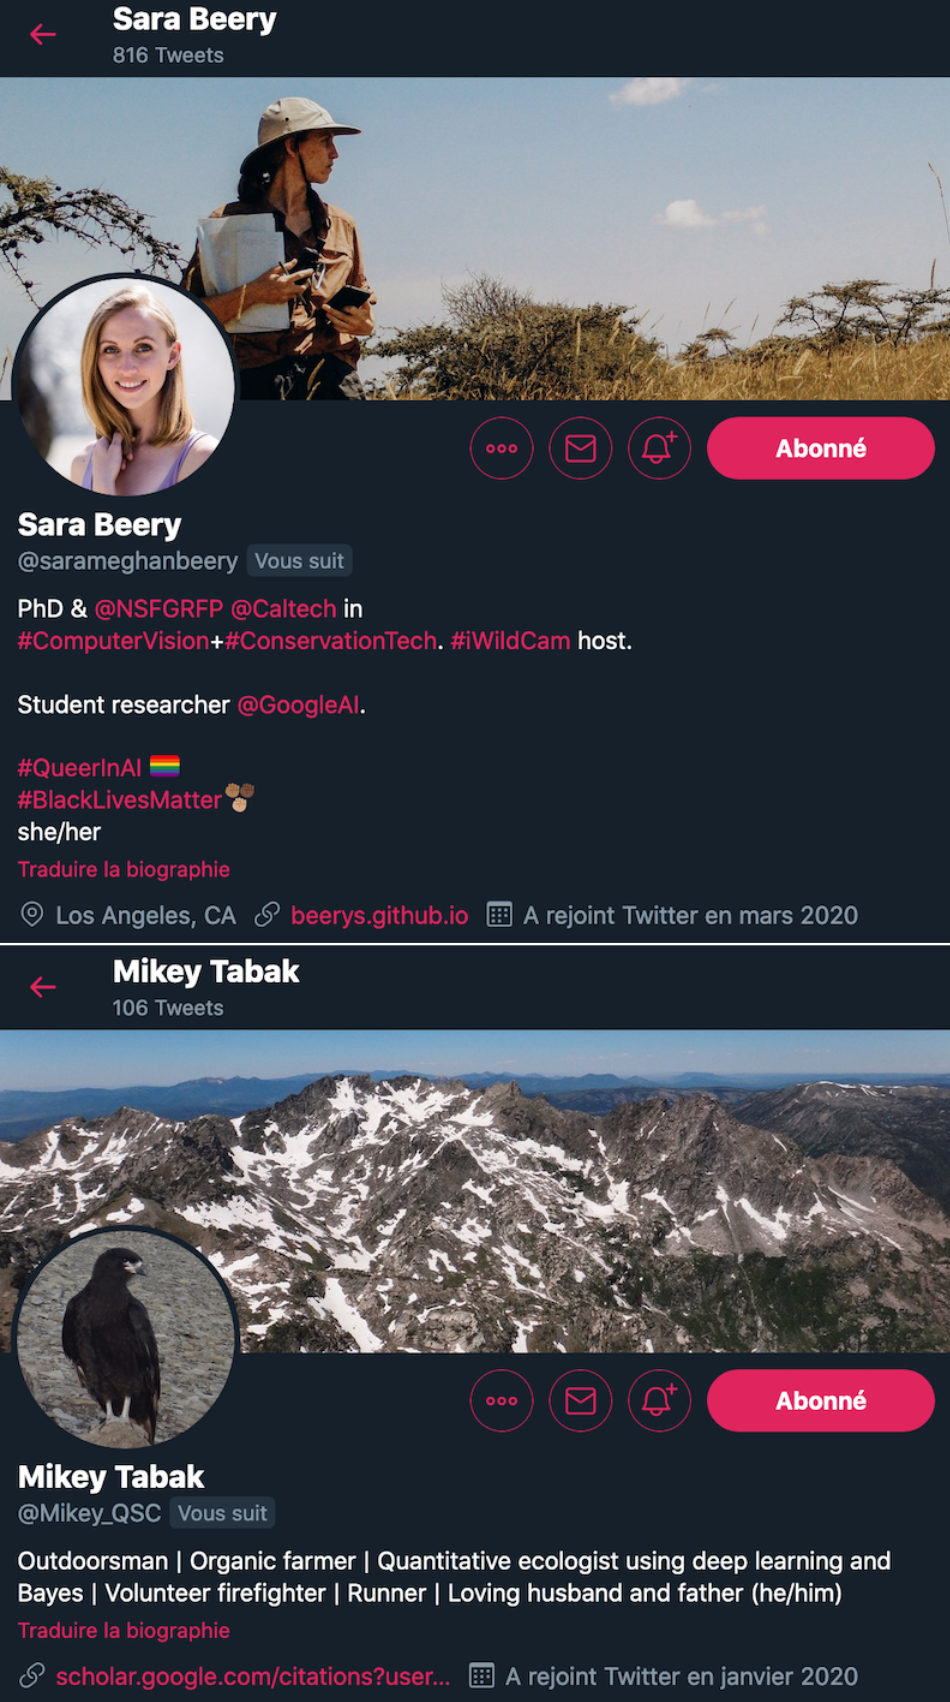 Sara Beery
816 Tweets
Abonné
Sara Beery
@sarameghanbeery Vous suit
PhD & @NSFGRFP @Caltech in
#ComputerVision+#ConservationTech. #iWildCam host.
Student researcher @GoogleAI.
#QueerInAI 🏳️‍🌈
#BlackLivesMatter✊🏽✊🏾✊🏼
she/her
Traduire la biographie
Los Angeles, CA beerys.github.io A rejoint Twitter en mars 2020
Mikey Tabak
106 Tweets
Abonné
Mikey Tabak
@Mikey_QSC Vous suit
Outdoorsman | Organic farmer | Quantitative ecologist using deep learning and
Bayes | Volunteer firefighter | Runner | Loving husband and father (he/him)
Traduire la biographie
scholar.google.com/citations?user... A rejoint Twitter en janvier 2020